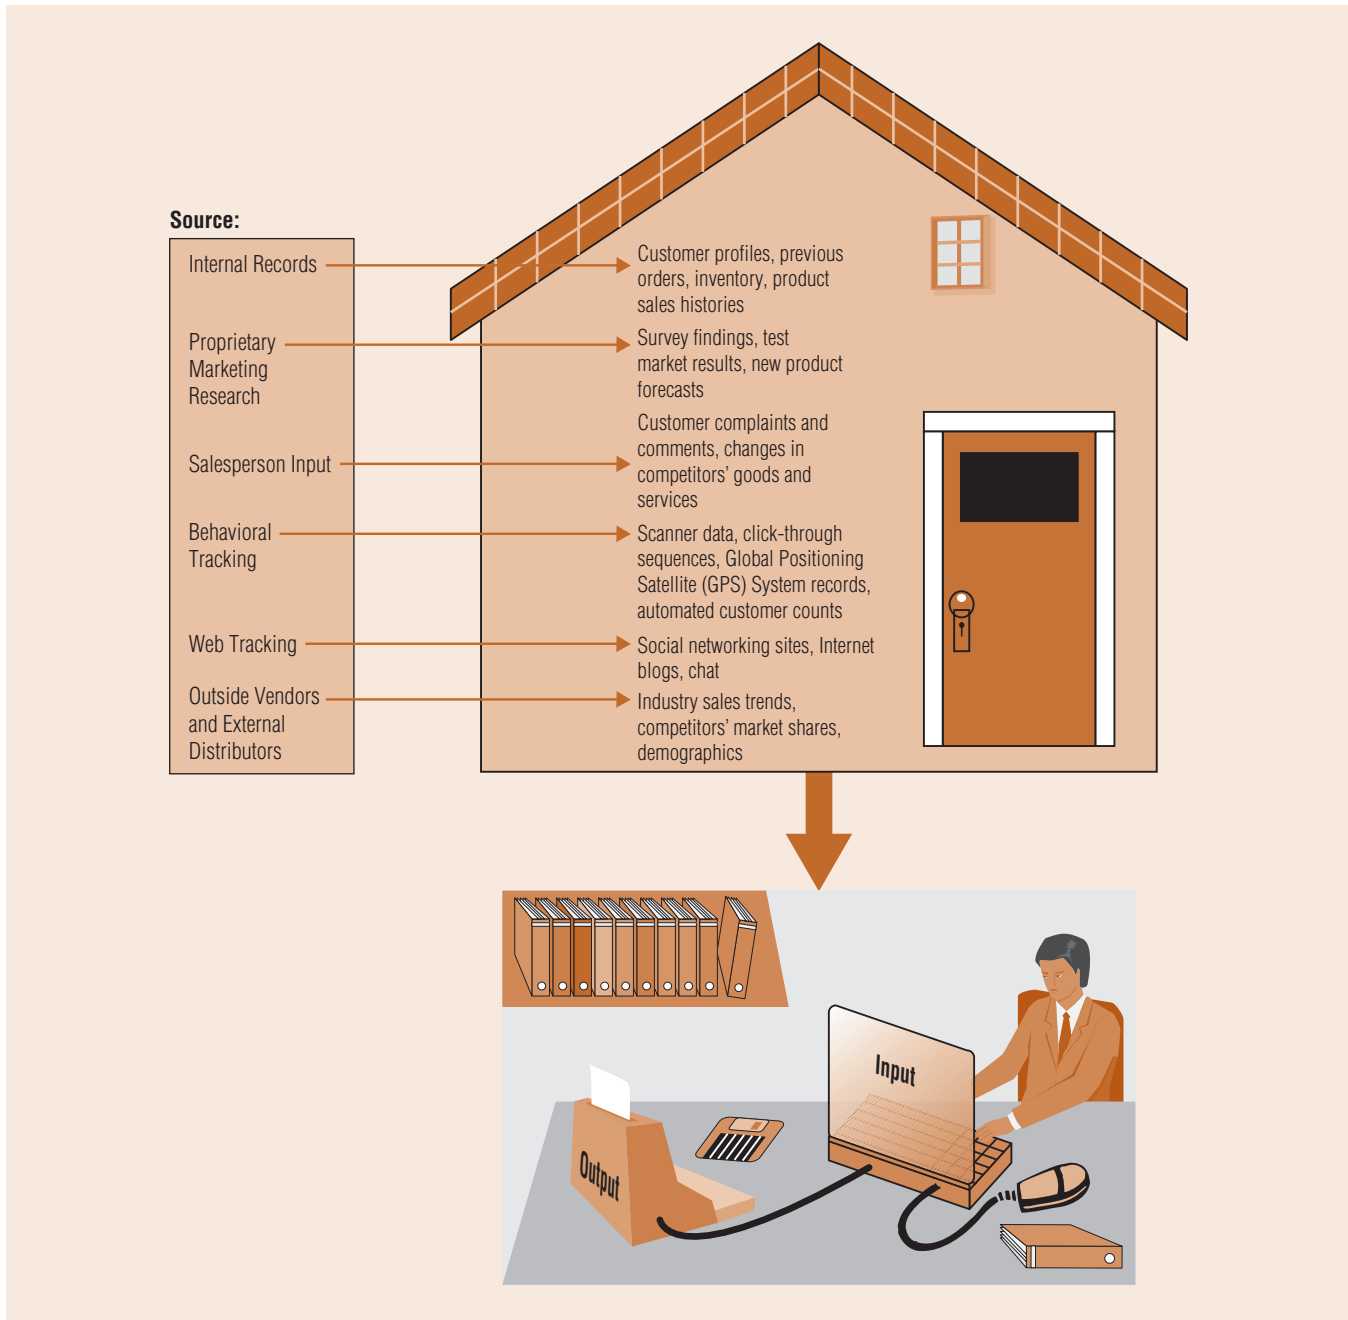 Source:
Internal Records
Customer profiles, previous
orders, inventory, product
sales histories
Proprietary
Marketing
Research
Survey findings, test
market results, new product
forecasts
Salesperson Input
Customer complaints and
comments, changes in
competitors’ goods and
services
Behavioral
Tracking
Scanner data, click-through
sequences, Global Positioning
Satellite (GPS) System records,
automated customer counts
Web Tracking
Social networking sites, Internet
blogs, chat
Outside Vendors
and External
Distributors
Industry sales trends,
competitors’ market shares,
demographics
Input
Output